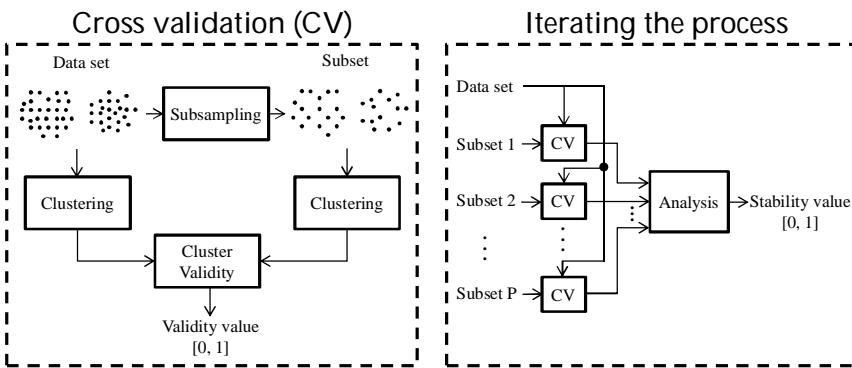 Cross validation (CV)
Data set
Subset
Subsampling
Clustering
Clustering
Cluster
Validity
Validity value
[0, 1]
Iterating the process
Data set
Subset 1
CV
Subset 2
CV
Analysis
Stability value
[0, 1]
Subset P
CV